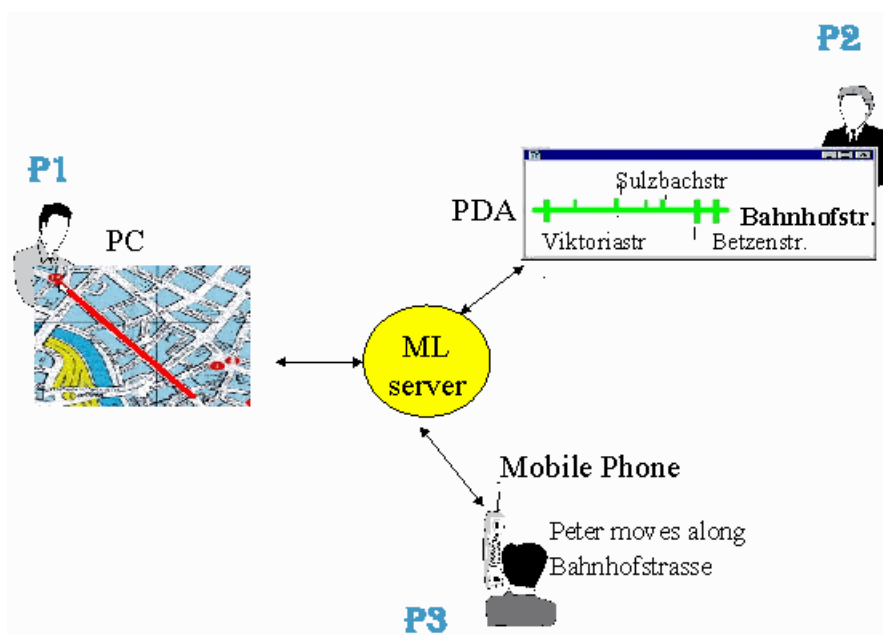 P2
P1
Sulzbachstr
PDA
Bahnhofstr.
PC
Viktoriastr
Betzenstr.
ML
server
Mobile Phone
Peter moves along
Bahnhofstrasse
P3